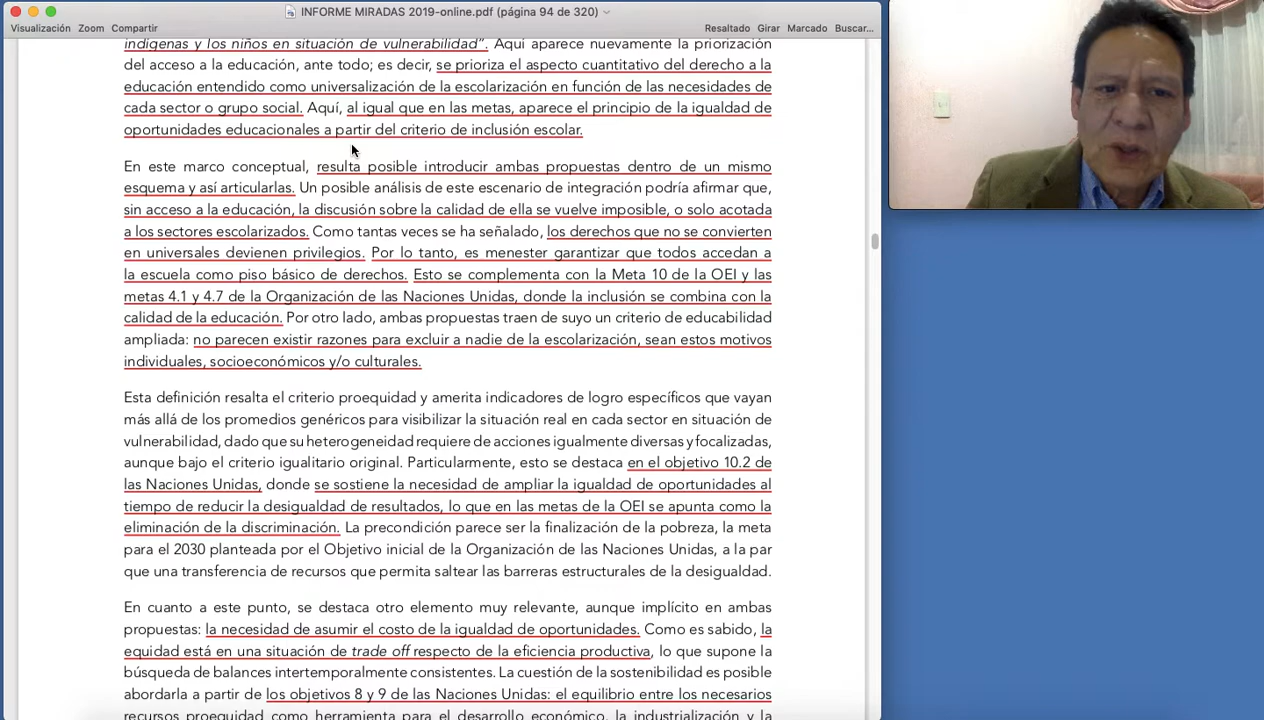 INFORME MIRADAS 2019-online.pdf (página 94 de 320)
Visualización Zoom Compartir Resaltado Girar Marcado Buscar...
indígenas y los niños en situación de vulnerabilidad". Aquí aparece nuevamente la priorización
del acceso a la educación, ante todo; es decir, se prioriza el aspecto cuantitativo del derecho a la
educación entendido como universalización de la escolarización en función de las necesidades de
cada sector o grupo social. Aquí, al igual que en las metas, aparece el principio de la igualdad de
oportunidades educacionales a partir del criterio de inclusión escolar.
En este marco conceptual, resulta posible introducir ambas propuestas dentro de un mismo
esquema y así articularlas. Un posible análisis de este escenario de integración podría afirmar que,
sin acceso a la educación, la discusión sobre la calidad de ella se vuelve imposible, o solo acotada
a los sectores escolarizados. Como tantas veces se ha señalado, los derechos que no se convierten
en universales devienen privilegios. Por lo tanto, es menester garantizar que todos accedan a
la escuela como piso básico de derechos. Esto se complementa con la Meta 10 de la OEI y las
metas 4.1 y 4.7 de la Organización de las Naciones Unidas, donde la inclusión se combina con la
calidad de la educación. Por otro lado, ambas propuestas traen de suyo un criterio de educabilidad
ampliada: no parecen existir razones para excluir a nadie de la escolarización, sean estos motivos
individuales, socioeconómicos y/o culturales.
Esta definición resalta el criterio proequidad y amerita indicadores de logro específicos que vayan
más allá de los promedios genéricos para visibilizar la situación real en cada sector en situación de
vulnerabilidad, dado que su heterogeneidad requiere de acciones igualmente diversas y focalizadas,
aunque bajo el criterio igualitario original. Particularmente, esto se destaca en el objetivo 10.2 de
las Naciones Unidas, donde se sostiene la necesidad de ampliar la igualdad de oportunidades al
tiempo de reducir la desigualdad de resultados, lo que en las metas de la OEI se apunta como la
eliminación de la discriminación. La precondición parece ser la finalización de la pobreza, la meta
para el 2030 planteada por el Objetivo inicial de la Organización de las Naciones Unidas, a la par
que una transferencia de recursos que permita saltear las barreras estructurales de la desigualdad.
En cuanto a este punto, se destaca otro elemento muy relevante, aunque implícito en ambas
propuestas: la necesidad de asumir el costo de la igualdad de oportunidades. Como es sabido, la
equidad está en una situación de trade off respecto de la eficiencia productiva, lo que supone la
búsqueda de balances intertemporalmente consistentes. La cuestión de la sostenibilidad es posible
abordarla a partir de los objetivos 8 y 9 de las Naciones Unidas: el equilibrio entre los necesarios
recursos proequidad como herramienta para el desarrollo económico, la industrialización y la